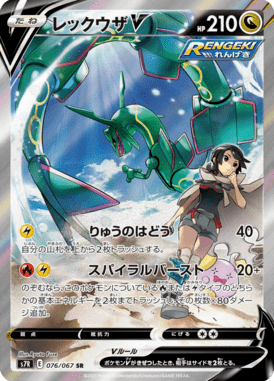 たね レックウザV HP 210
RENGEKI
れんげき
りゅうのはどう 40
自分の山札を上から2枚トラッシュする。
スパイラルバースト 20+
のぞむなら、このポケモンについている タイプか タイプのどちら
かの基本エネルギーを2枚までトラッシュし、その枚数×80ダメー
ジ追加。
弱点 抵抗力 にげる
Illus. Ryota
s7R 076/067 SR
Vルール
ポケモンVがきぜつしたとき、相手はサイドを2枚とる。